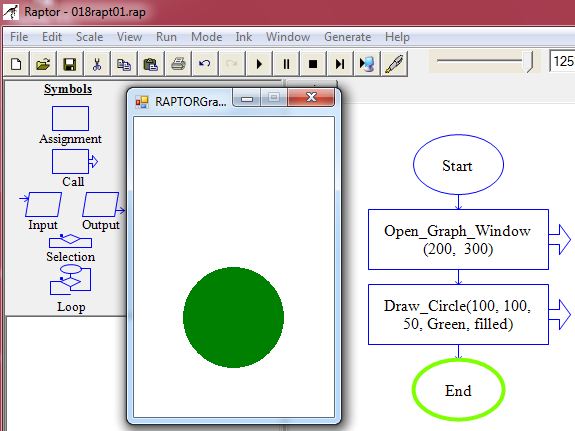 Raptor - 018rapt01.rap
File Edit Scale View Run Mode Ink Window Generate Help
125
Symbols
Assignment
Call
Input Output
Selection
Loop
RAPTORGra...
Start
Open_Graph_Window
(200, 300)
Draw_Circle(100, 100,
50, Green, filled)
End